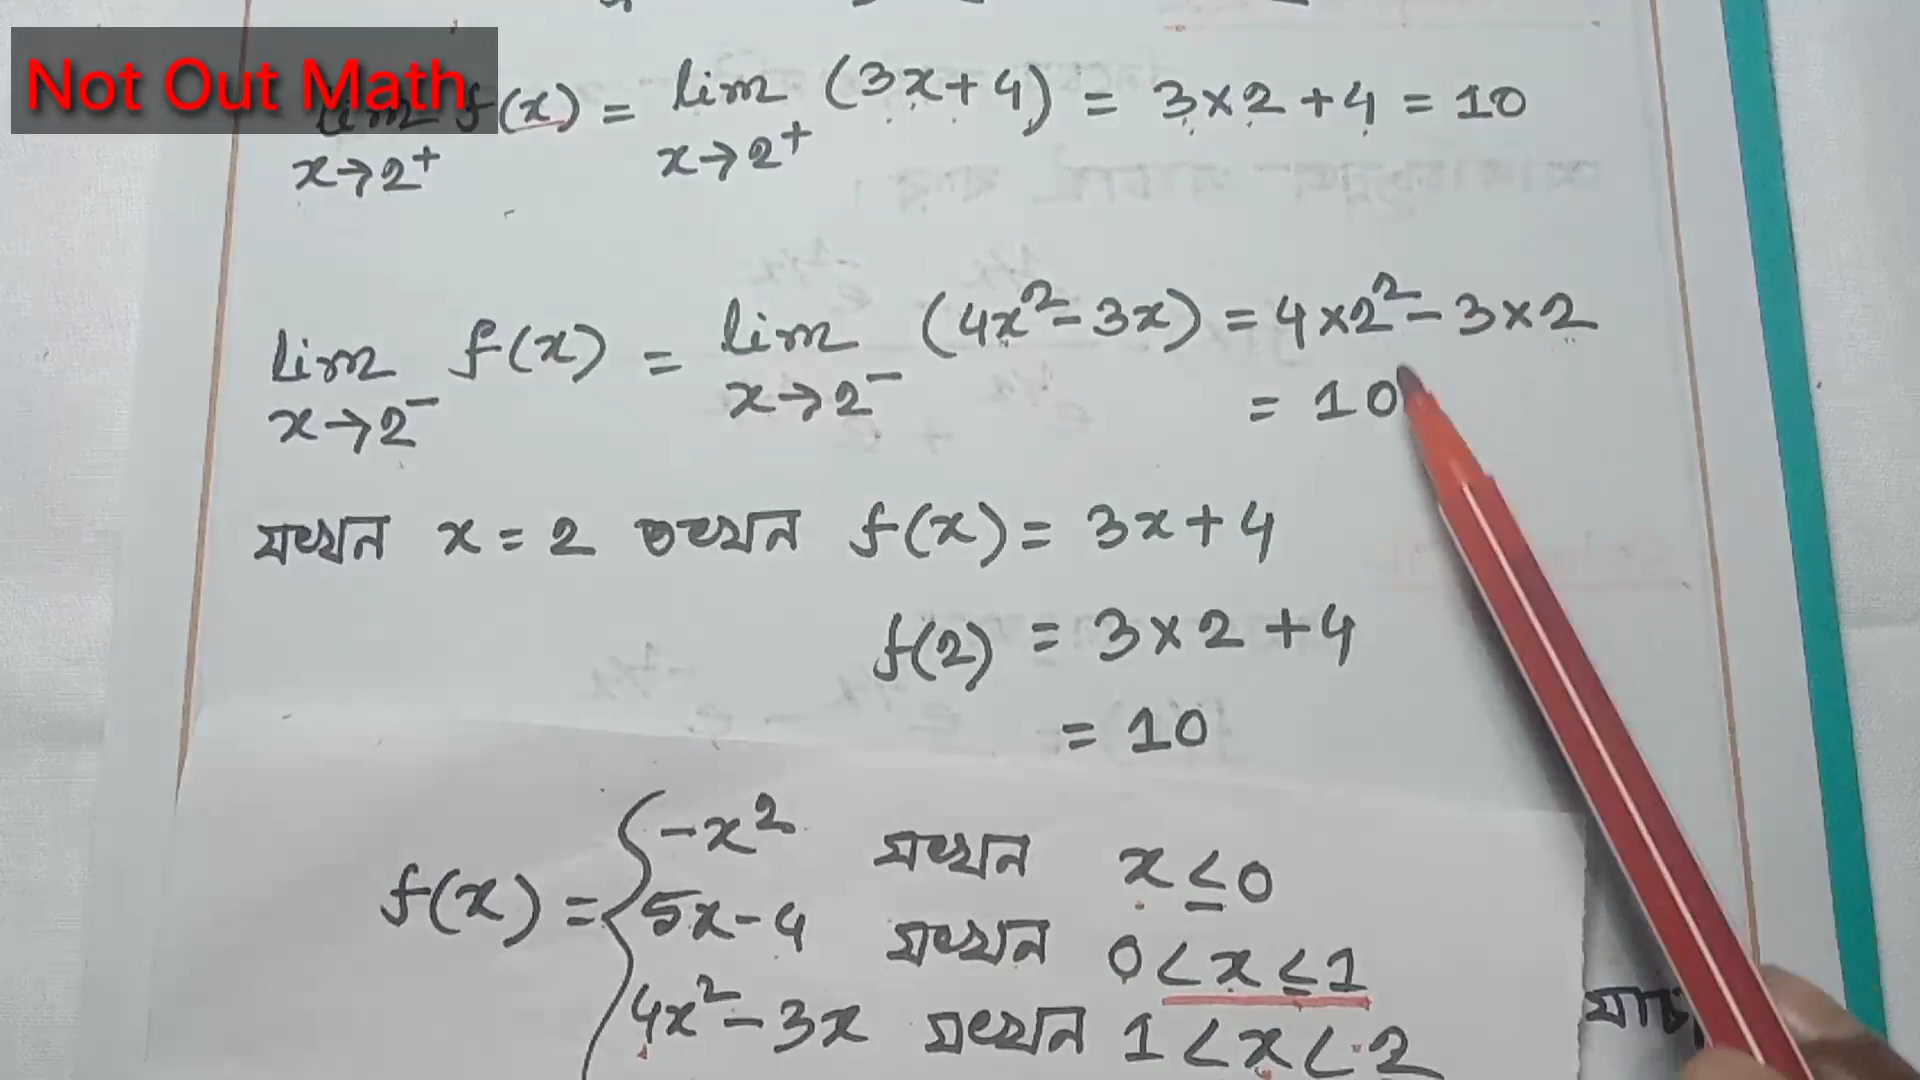 Not Out Math
lim f(x) = lim (3x+4) = 3×2+4 = 10
x→2⁺ x→2⁺
lim f(x) = lim (4x²-3x) = 4×2²-3×2
x→2⁻ x→2⁻ = 10
যখন x = 2 তখন f(x) = 3x+4
f(2) = 3×2+4
= 10
-x² যখন x≤0
f(x) = { 5x-4 যখন 0<x≤1
4x²-3x যখন 1<x<2